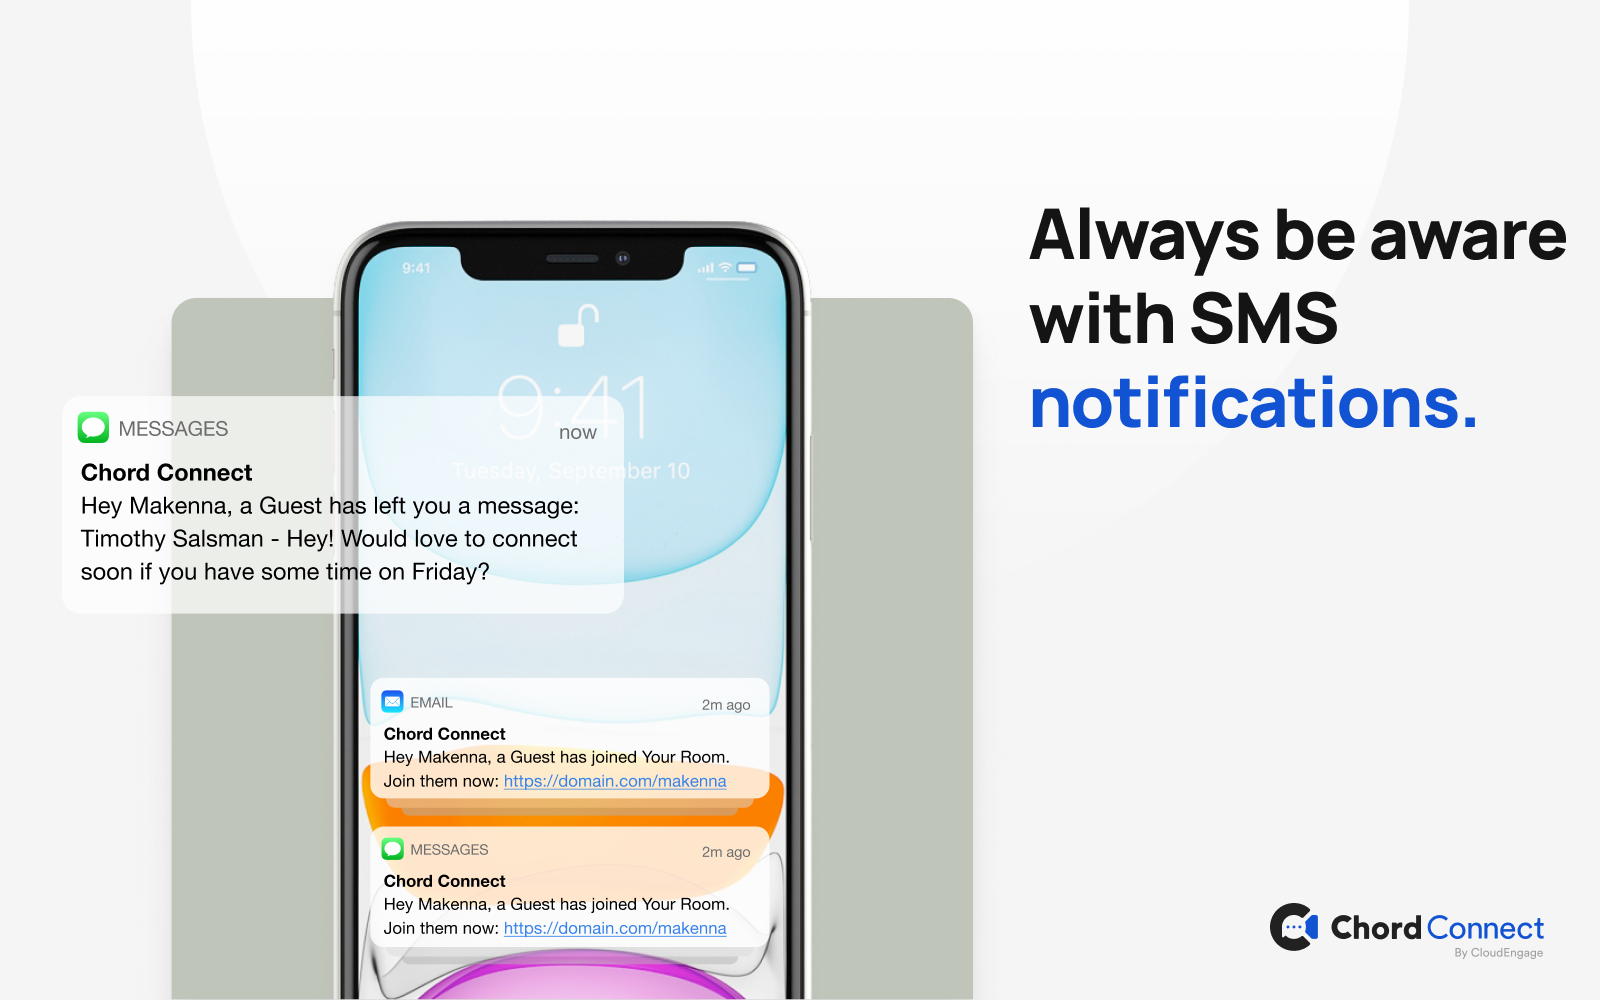 Always be aware
with SMS
notifications.
9:41
9:41
Tuesday, September 10
MESSAGES
now
Chord Connect
Hey Makenna, a Guest has left you a message:
Timothy Salsman - Hey! Would love to connect
soon if you have some time on Friday?
EMAIL
2m ago
Chord Connect
Hey Makenna, a Guest has joined Your Room.
Join them now: https://domain.com/makenna
MESSAGES
2m ago
Chord Connect
Hey Makenna, a Guest has joined Your Room.
Join them now: https://domain.com/makenna
Chord Connect
By CloudEngage